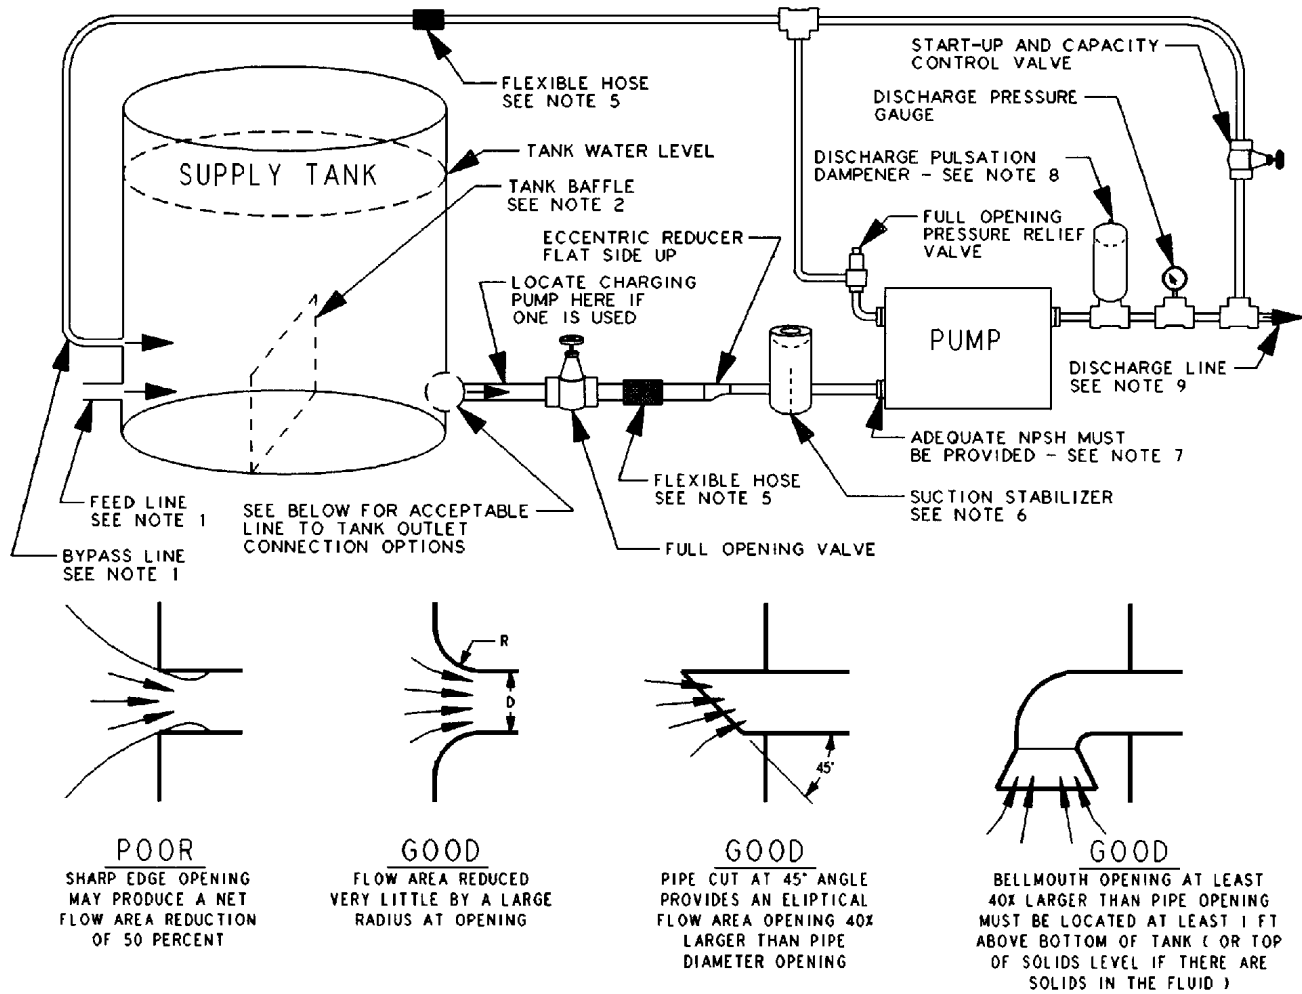 START-UP AND CAPACITY
CONTROL VALVE
FLEXIBLE HOSE
SEE NOTE 5
DISCHARGE PRESSURE
GAUGE
TANK WATER LEVEL
DISCHARGE PULSATION
DAMPENER - SEE NOTE 8
SUPPLY TANK
TANK BAFFLE
SEE NOTE 2
FULL OPENING
PRESSURE RELIEF
VALVE
ECCENTRIC REDUCER
FLAT SIDE UP
LOCATE CHARGING
PUMP HERE IF
ONE IS USED
PUMP
DISCHARGE LINE
SEE NOTE 9
ADEQUATE NPSH MUST
BE PROVIDED - SEE NOTE 7
FLEXIBLE HOSE
SEE NOTE 5
SUCTION STABILIZER
SEE NOTE 6
FEED LINE
SEE NOTE 1
SEE BELOW FOR ACCEPTABLE
LINE TO TANK OUTLET
CONNECTION OPTIONS
FULL OPENING VALVE
BYPASS LINE
SEE NOTE 1
R
D
45°
POOR
SHARP EDGE OPENING
MAY PRODUCE A NET
FLOW AREA REDUCTION
OF 50 PERCENT
GOOD
FLOW AREA REDUCED
VERY LITTLE BY A LARGE
RADIUS AT OPENING
GOOD
PIPE CUT AT 45° ANGLE
PROVIDES AN ELIPTICAL
FLOW AREA OPENING 40%
LARGER THAN PIPE
DIAMETER OPENING
GOOD
BELLMOUTH OPENING AT LEAST
40% LARGER THAN PIPE OPENING
MUST BE LOCATED AT LEAST 1 FT
ABOVE BOTTOM OF TANK ( OR TOP
OF SOLIDS LEVEL IF THERE ARE
SOLIDS IN THE FLUID )